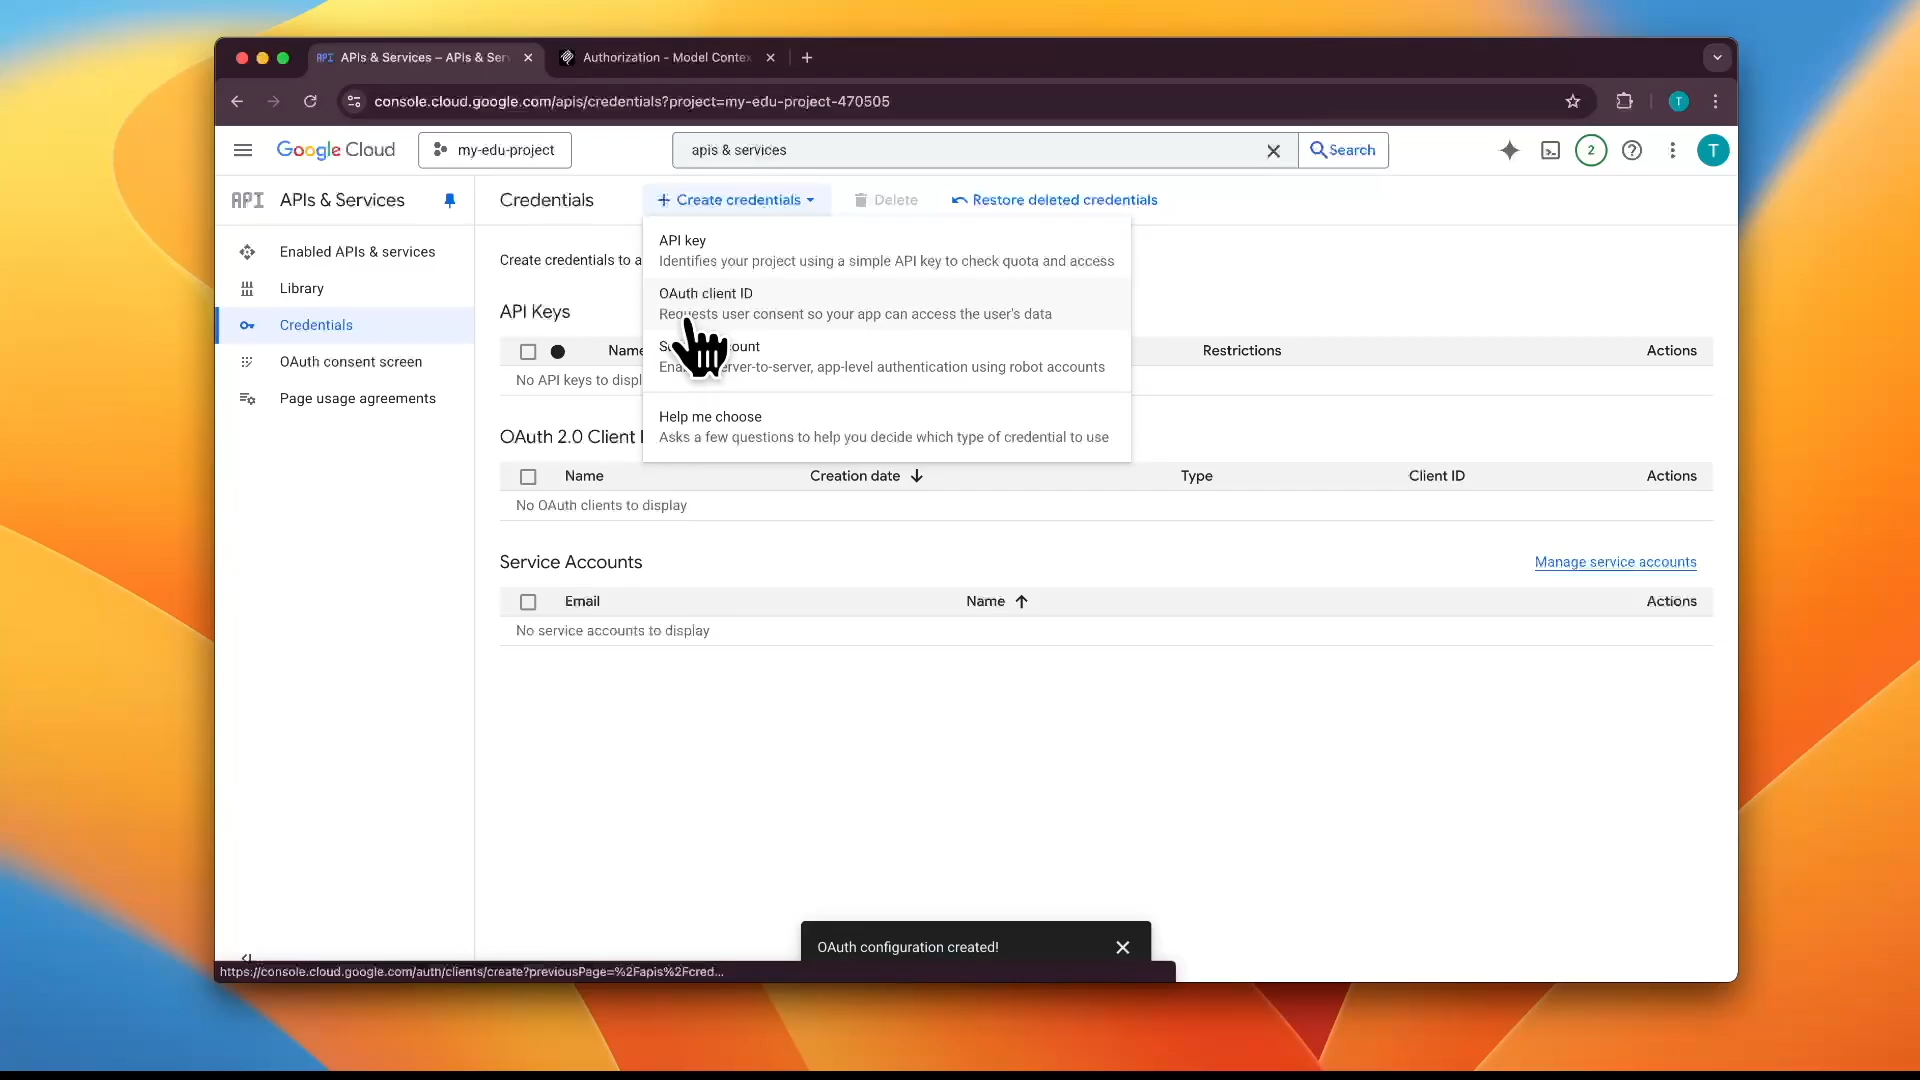 API APIs & Services – APIs & Ser
Authorization - Model Contex
console.cloud.google.com/apis/credentials?project=my-edu-project-470505
T
Google Cloud
my-edu-project
apis & services
Search
2
T
API APIs & Services
Credentials
Create credentials
Delete
Restore deleted credentials
Enabled APIs & services
Library
Credentials
OAuth consent screen
Page usage agreements
Create credentials to a
API key
Identifies your project using a simple API key to check quota and access
OAuth client ID
Requests user consent so your app can access the user's data
ount
erver-to-server, app-level authentication using robot accounts
Help me choose
Asks a few questions to help you decide which type of credential to use
API Keys
Name
Restrictions
Actions
No API keys to displ
OAuth 2.0 Client I
Name
Creation date
Type
Client ID
Actions
No OAuth clients to display
Service Accounts
Manage service accounts
Email
Name
Actions
No service accounts to display
OAuth configuration created!
https://console.cloud.google.com/auth/clients/create?previousPage=%2Fapis%2Fcred...